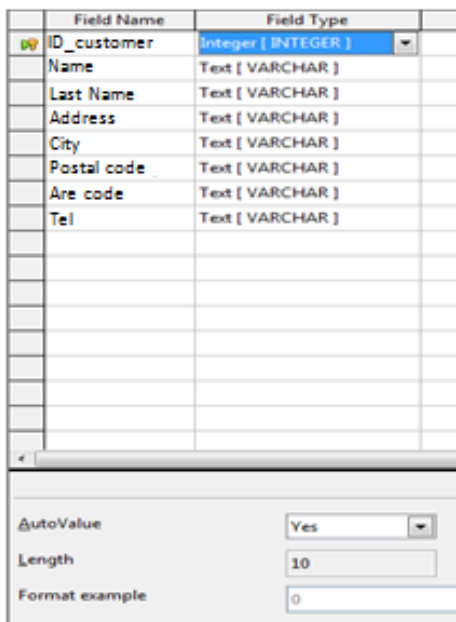 Field Name Field Type
ID_customer Integer [ INTEGER ]
Name Text [ VARCHAR ]
Last Name Text [ VARCHAR ]
Address Text [ VARCHAR ]
City Text [ VARCHAR ]
Postal code Text [ VARCHAR ]
Are code Text [ VARCHAR ]
Tel Text [ VARCHAR ]
AutoValue Yes
Length 10
Format example 0